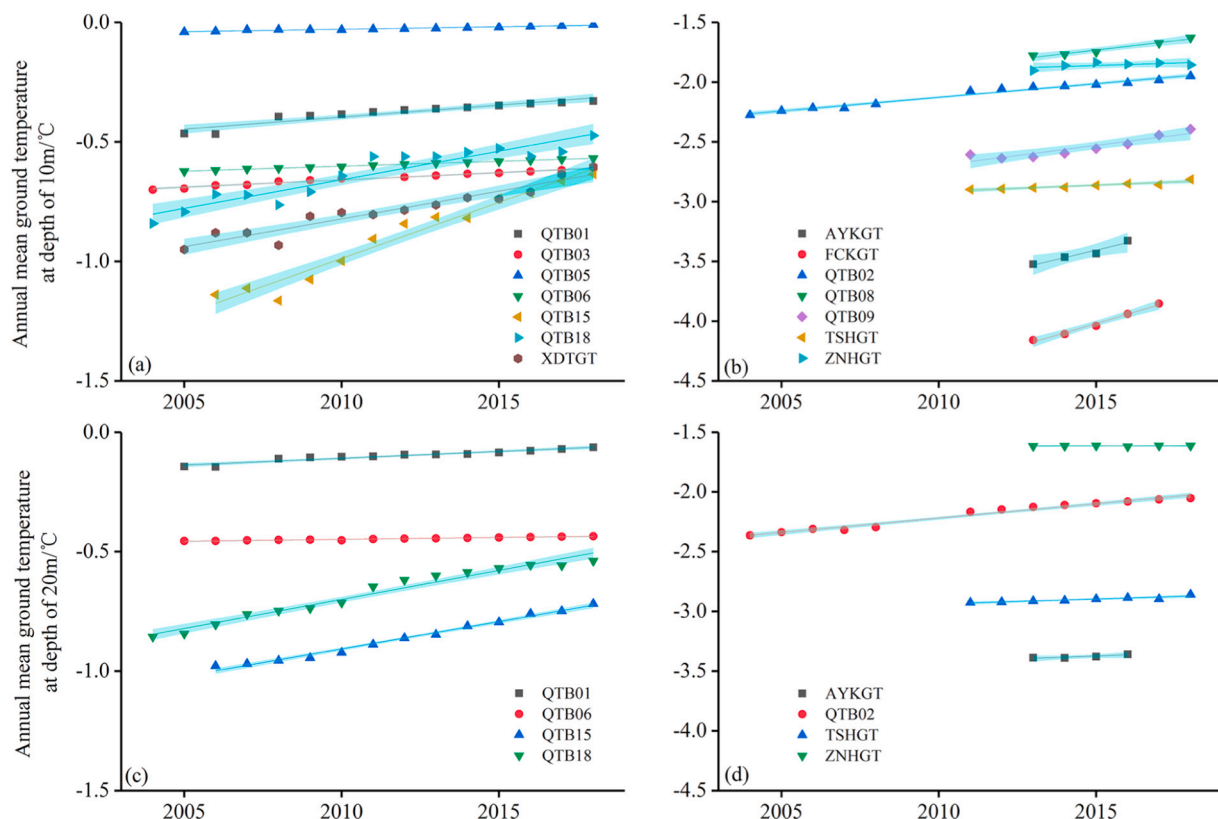 Annual mean ground temperature
at depth of 10m/℃
0.0
-0.5
-1.0
-1.5
(a)
QTB01
QTB03
QTB05
QTB06
QTB15
QTB18
XDTGT
2005
2010
2015
-1.5
-2.0
-2.5
-3.0
-3.5
-4.0
-4.5
(b)
AYKGT
FCKGT
QTB02
QTB08
QTB09
TSHGT
ZNHGT
2005
2010
2015
Annual mean ground temperature
at depth of 20m/℃
0.0
-0.5
-1.0
-1.5
(c)
QTB01
QTB06
QTB15
QTB18
2005
2010
2015
-1.5
-2.0
-2.5
-3.0
-3.5
-4.0
-4.5
(d)
AYKGT
QTB02
TSHGT
ZNHGT
2005
2010
2015